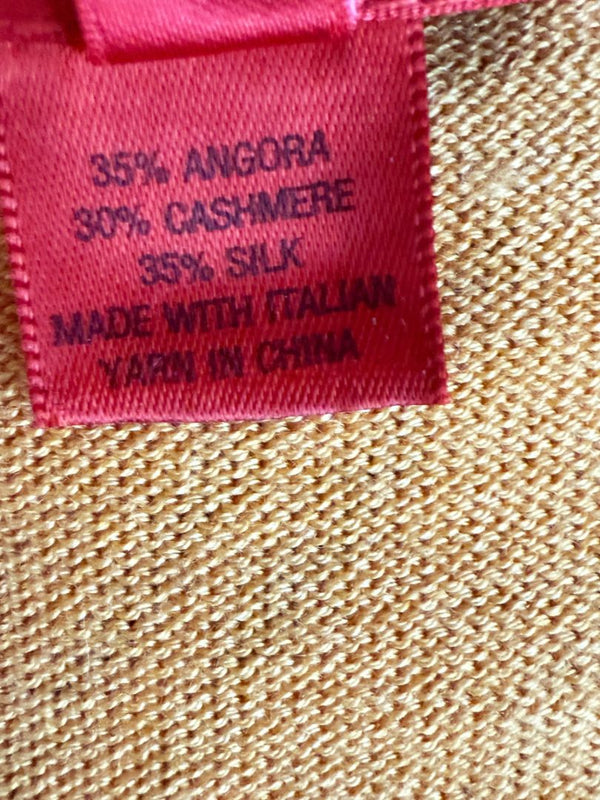 35% ANGORA
30% CASHMERE
35% SILK
MADE WITH ITALIAN
YARN IN CHINA